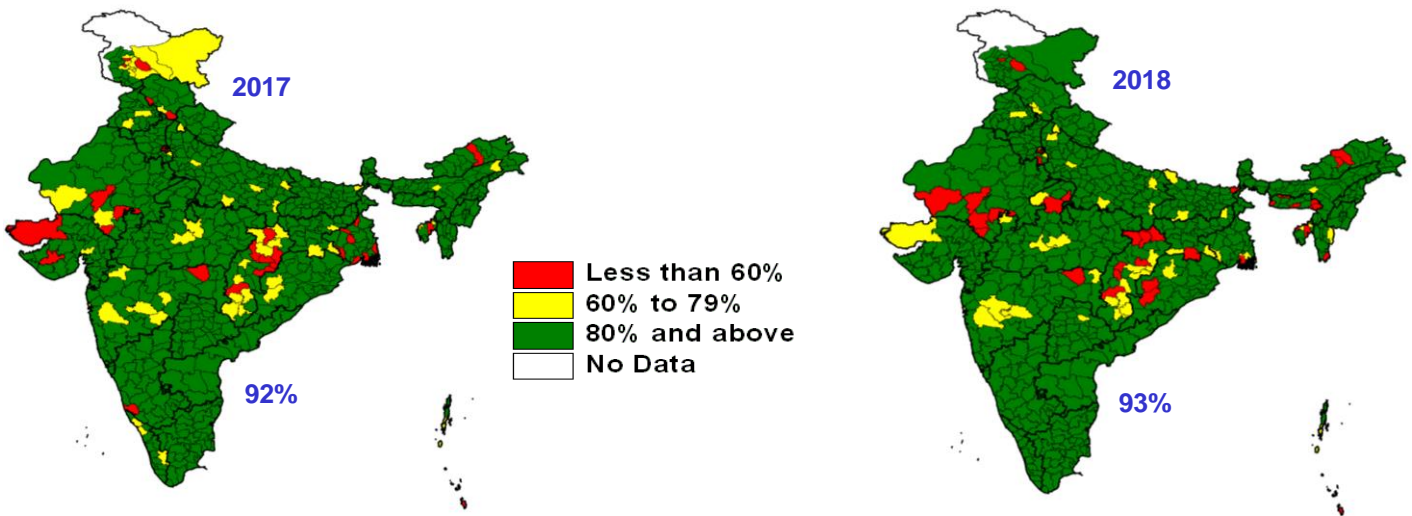 2017
2018
Less than 60%
60% to 79%
80% and above
No Data
92%
93%